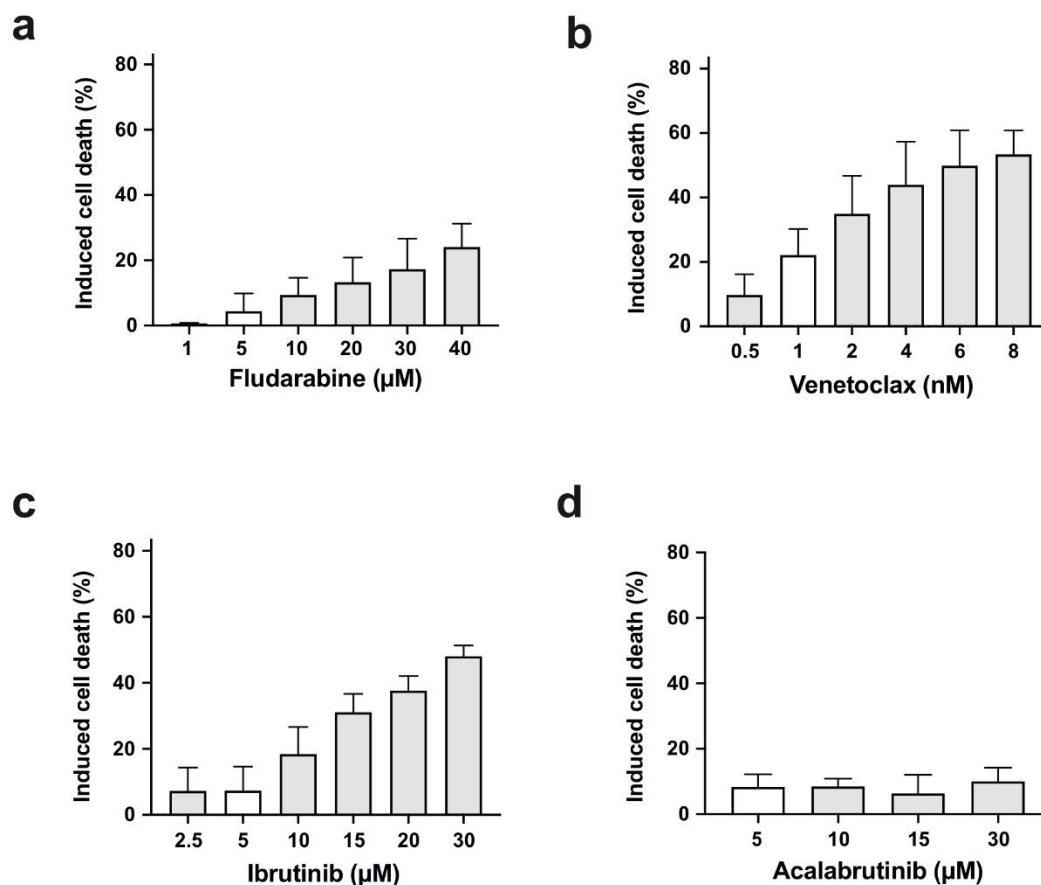 a
80
60
40
20
0
Induced cell death (%)
1 5 10 20 30 40
Fludarabine (µM)
b
80
60
40
20
0
Induced cell death (%)
0.5 1 2 4 6 8
Venetoclax (nM)
c
80
60
40
20
0
Induced cell death (%)
2.5 5 10 15 20 30
Ibrutinib (µM)
d
80
60
40
20
0
Induced cell death (%)
5 10 15 30
Acalabrutinib (µM)